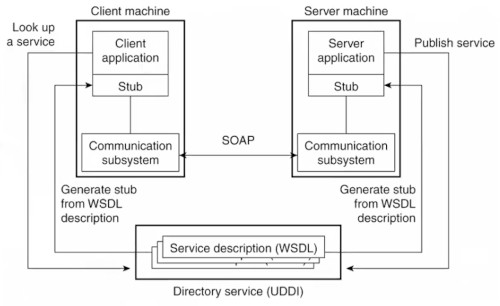 Client machine
Server machine
Look up
a service
Client
application
Stub
Communication
subsystem
Server
application
Stub
Communication
subsystem
Publish service
SOAP
Generate stub
from WSDL
description
Generate stub
from WSDL
description
Service description (WSDL)
Directory service (UDDI)